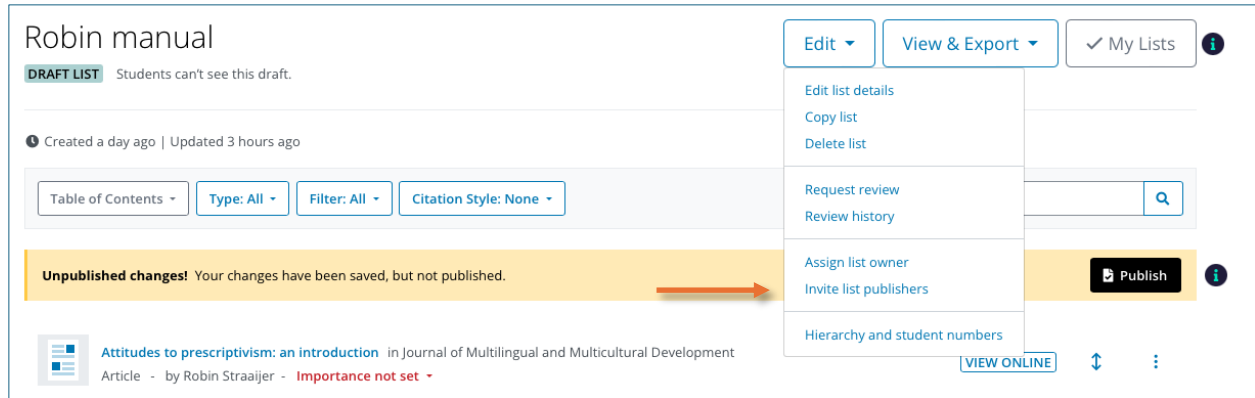 Robin manual
Edit
View & Export
✓ My Lists
DRAFT LIST Students can't see this draft.
Edit list details
Copy list
Delete list
Created a day ago | Updated 3 hours ago
Request review
Review history
Table of Contents
Type: All
Filter: All
Citation Style: None
Assign list owner
Invite list publishers
Unpublished changes! Your changes have been saved, but not published.
Publish
Hierarchy and student numbers
Attitudes to prescriptivism: an introduction in Journal of Multilingual and Multicultural Development
Article - by Robin Straaijer - Importance not set
VIEW ONLINE